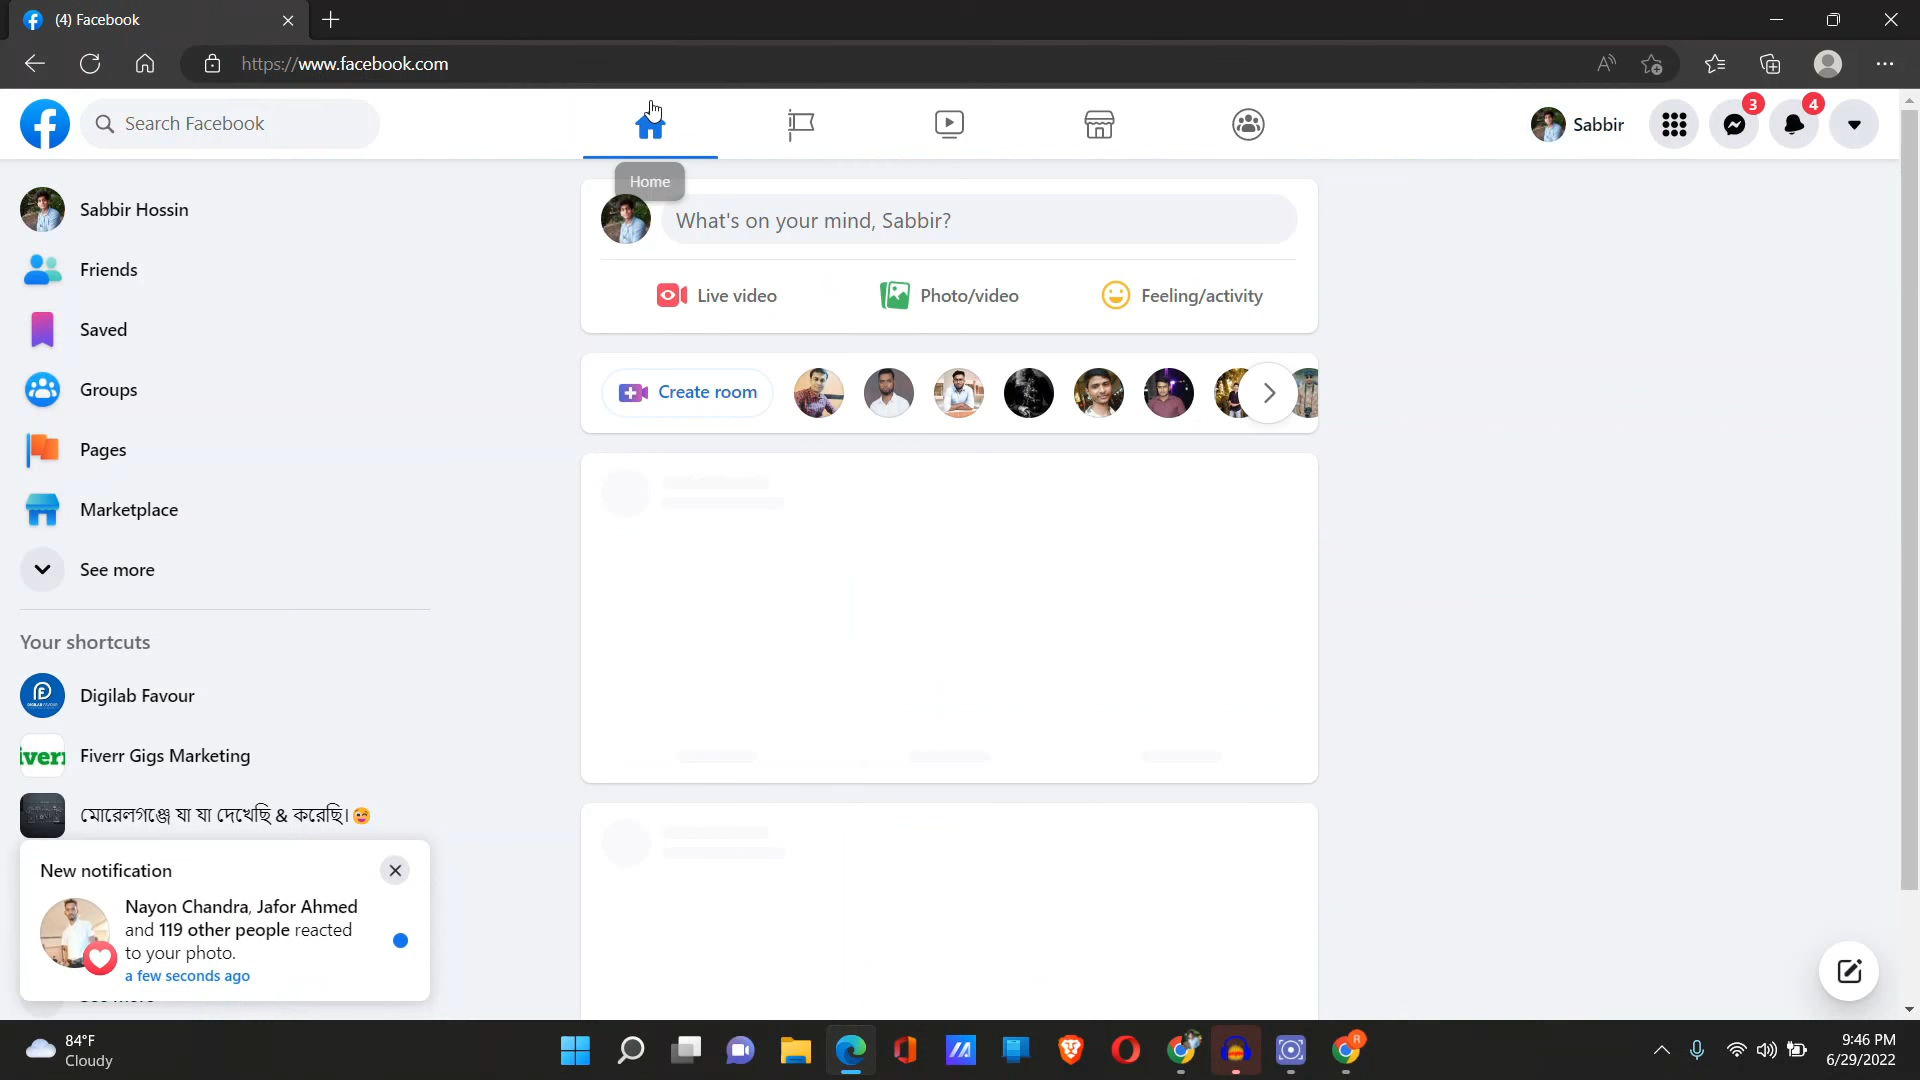 (4) Facebook
https://www.facebook.com
Search Facebook
Sabbir
3
4
Home
Sabbir Hossin
Friends
Saved
Groups
Pages
Marketplace
See more
Your shortcuts
Digilab Favour
Fiverr Gigs Marketing
মোরেলগঞ্জে যা যা দেখেছি & করেছি।
What's on your mind, Sabbir?
Live video
Photo/video
Feeling/activity
Create room
New notification
Nayon Chandra, Jafor Ahmed
and 119 other people reacted
to your photo.
a few seconds ago
84°F
Cloudy
R
9:46 PM
6/29/2022